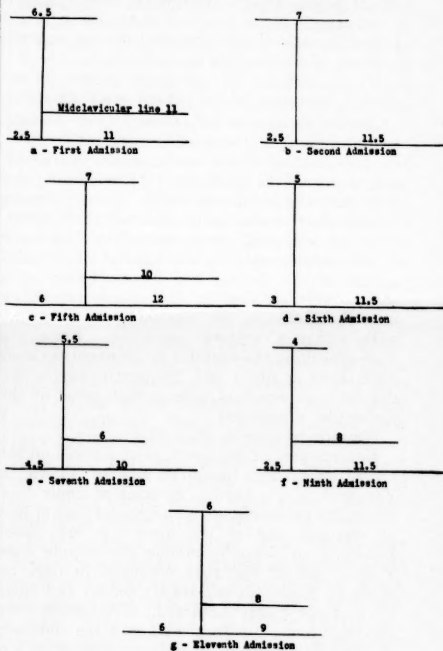 6.5
Midclavicular line 11
2.5 11
a - First Admission
7
2.5 11.5
b - Second Admission
7
10
6 12
c - Fifth Admission
5
3 11.5
d - Sixth Admission
5.5
6
4.5 10
e - Seventh Admission
4
8
2.5 11.5
f - Ninth Admission
6
8
6 9
g - Eleventh Admission